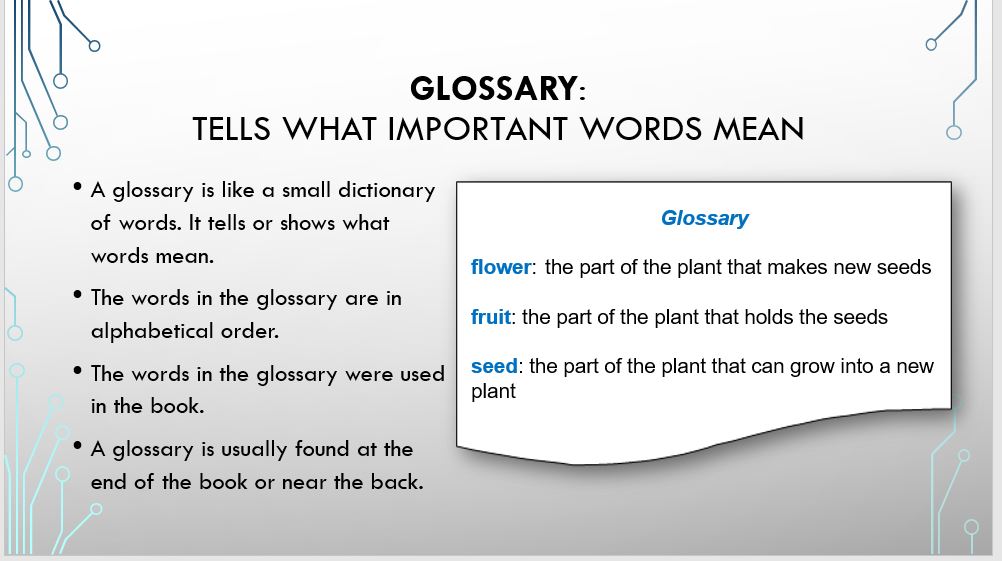 GLOSSARY:
TELLS WHAT IMPORTANT WORDS MEAN
• A glossary is like a small dictionary
of words. It tells or shows what
words mean.
• The words in the glossary are in
alphabetical order.
• The words in the glossary were used
in the book.
• A glossary is usually found at the
end of the book or near the back.
Glossary
flower: the part of the plant that makes new seeds
fruit: the part of the plant that holds the seeds
seed: the part of the plant that can grow into a new
plant